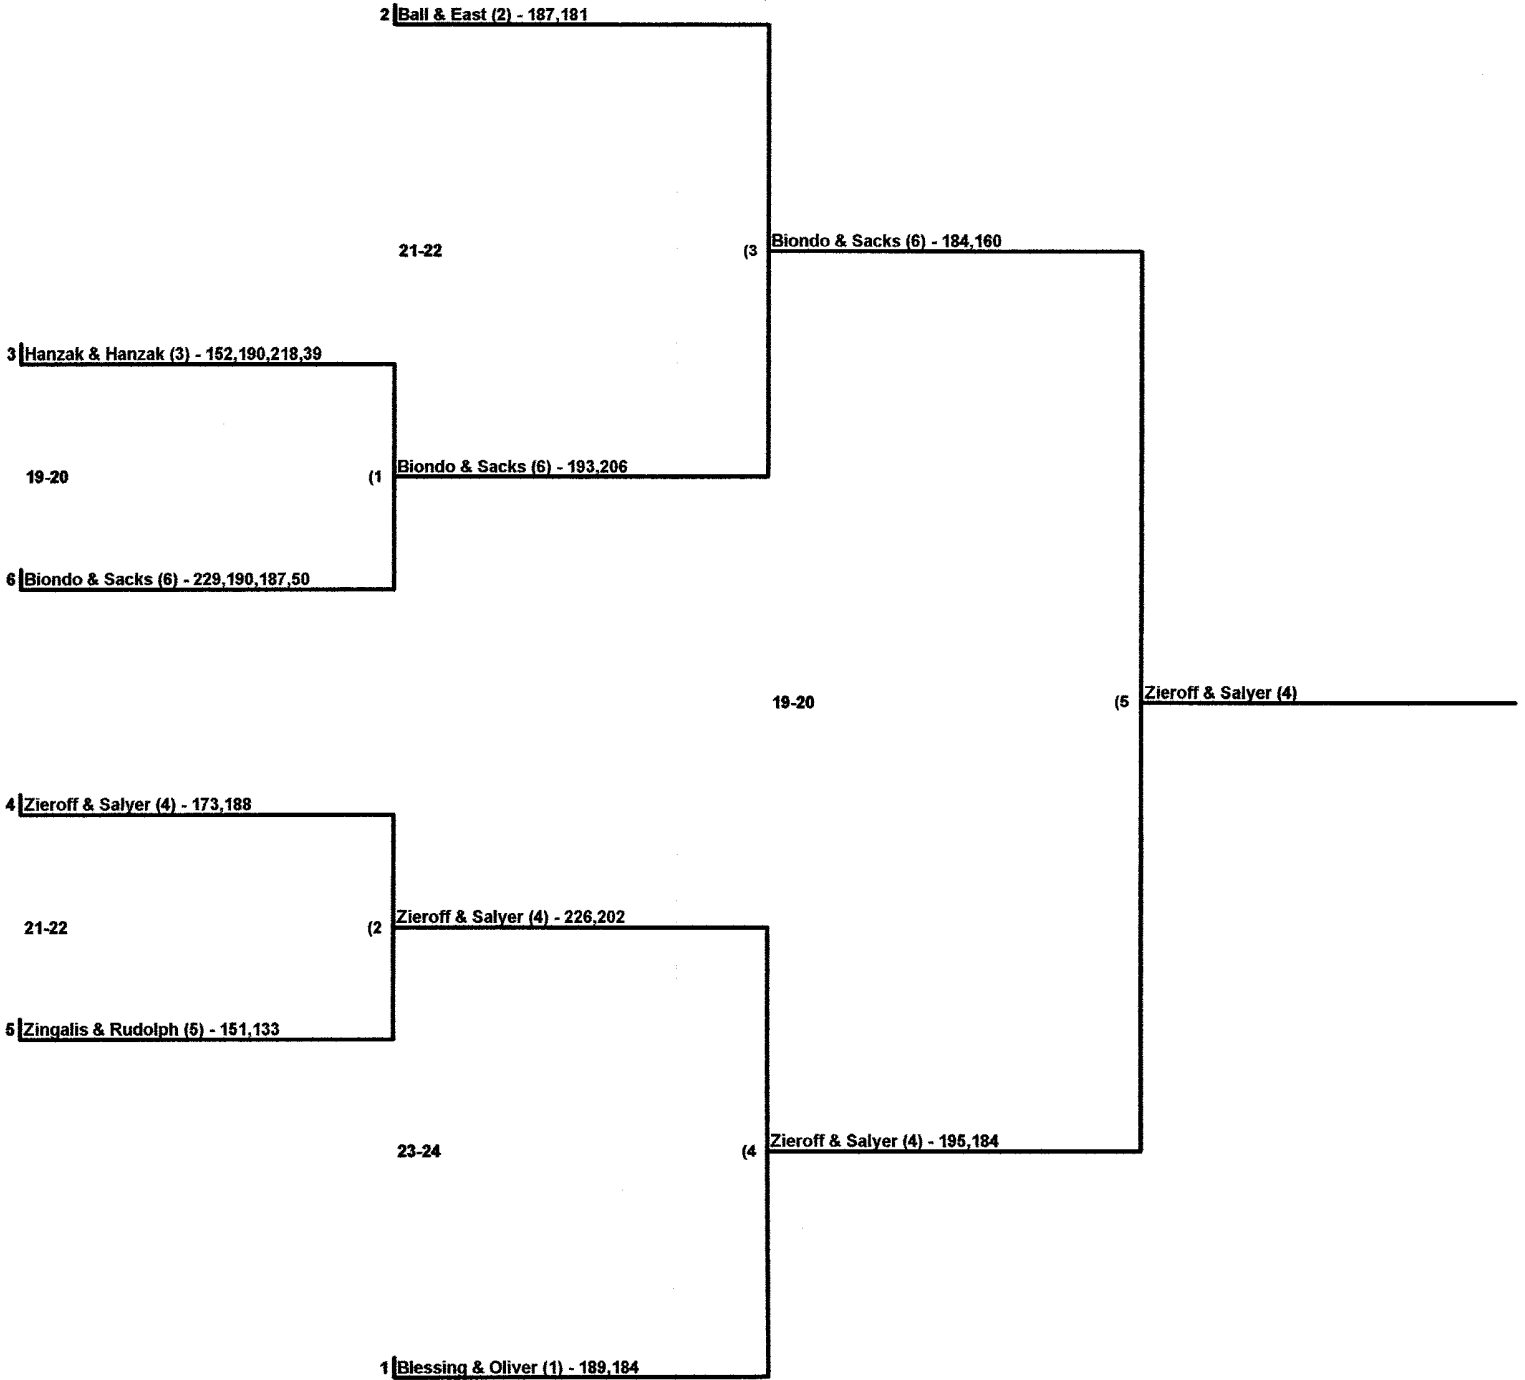 2 Ball & East (2) - 187,181
21-22 (3 Biondo & Sacks (6) - 184,160
3 Hanzak & Hanzak (3) - 152,190,218,39
19-20 (1 Biondo & Sacks (6) - 193,206
6 Biondo & Sacks (6) - 229,190,187,50
19-20 (5 Zieroff & Salyer (4)
4 Zieroff & Salyer (4) - 173,188
21-22 (2 Zieroff & Salyer (4) - 226,202
5 Zingalis & Rudolph (5) - 151,133
23-24 (4 Zieroff & Salyer (4) - 195,184
1 Blessing & Oliver (1) - 189,184